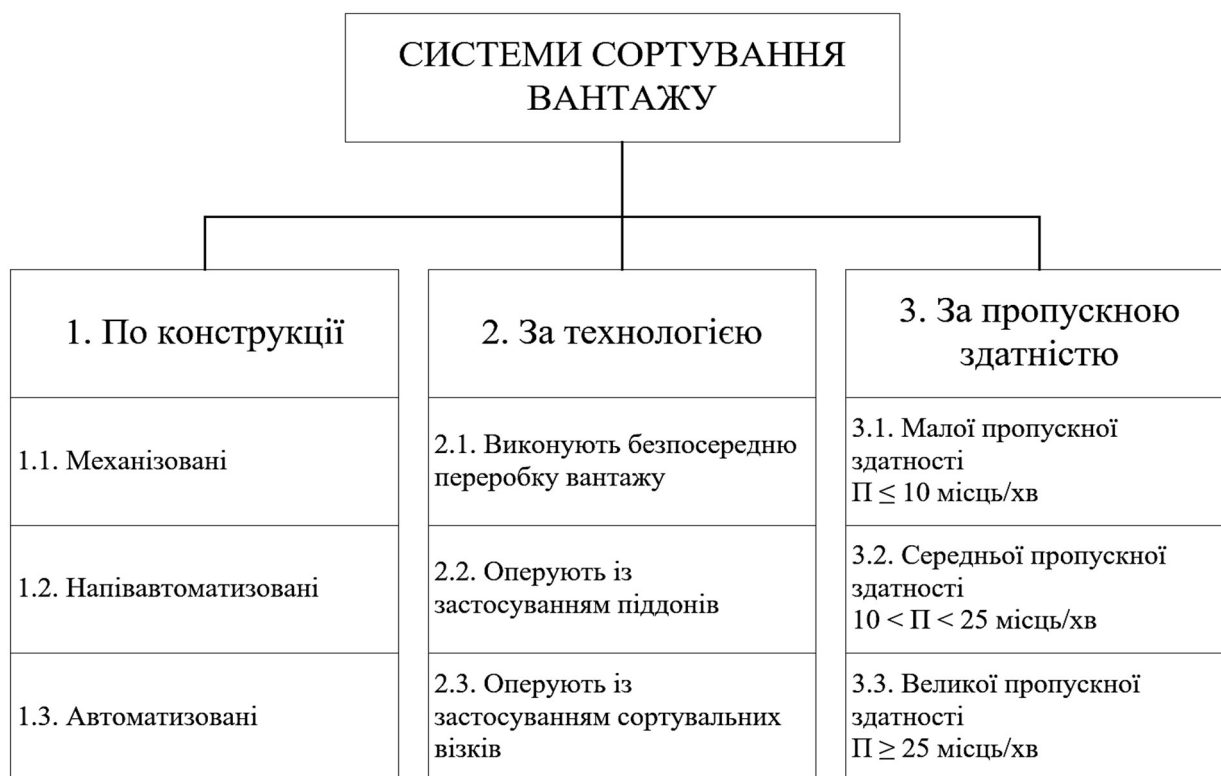 СИСТЕМИ СОРТУВАННЯ
ВАНТАЖУ
1. По конструкції
1.1. Механізовані
1.2. Напівавтоматизовані
1.3. Автоматизовані
2. За технологією
2.1. Виконують безпосередню
переробку вантажу
2.2. Оперують із
застосуванням піддонів
2.3. Оперують із
застосуванням сортувальних
візків
3. За пропускною
здатністю
3.1. Малої пропускної
здатності
П ≤ 10 місць/хв
3.2. Середньої пропускної
здатності
10 < П < 25 місць/хв
3.3. Великої пропускної
здатності
П ≥ 25 місць/хв